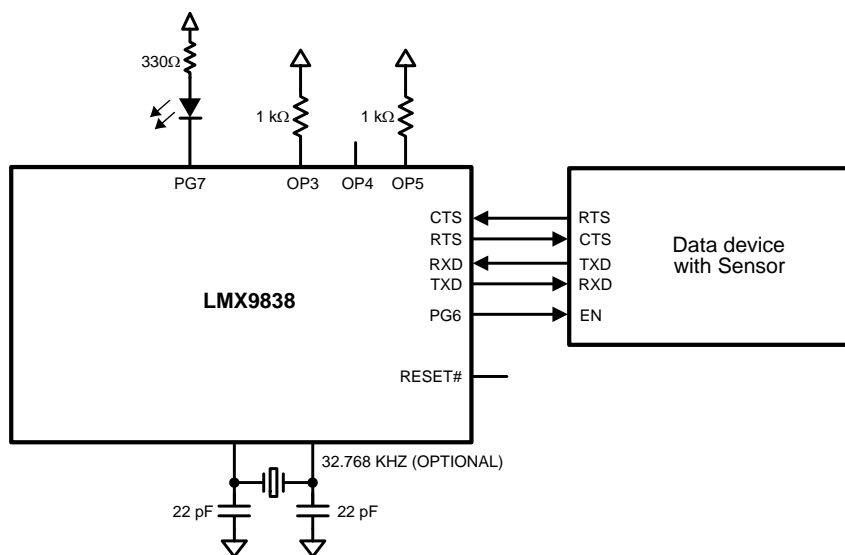 330Ω
1 kΩ
1 kΩ
PG7
OP3
OP4
OP5
CTS
RTS
RTS
CTS
RXD
TXD
TXD
RXD
PG6
EN
Data device
with Sensor
LMX9838
RESET#
32.768 KHZ (OPTIONAL)
22 pF
22 pF